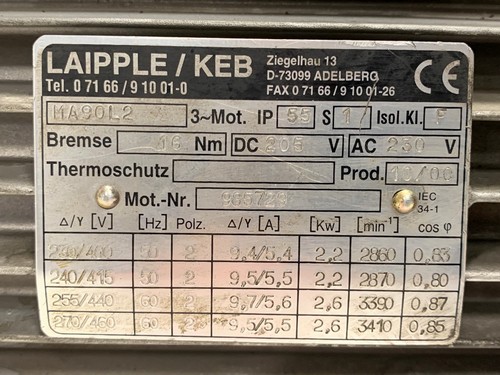 LAIPPLE / KEB
Ziegelhau 13
D-73099 ADELBERG
Tel. 0 71 66 / 9 10 01-0
FAX 0 71 66 / 9 10 01-26
CE
MA90L2 3~Mot. IP 55 S 1 Isol.Kl. F
Bremse 16 Nm DC 205 V AC 230 V
Thermoschutz Prod. 10/00
Mot.-Nr. IEC 34-1
Δ/Y [V] [Hz] Polz. Δ/Y [A] [Kw] [min⁻¹] cos φ
230/400 50 2 9,4/5,4 2,2 2860 0,83
240/415 50 2 9,5/5,5 2,2 2870 0,80
255/440 60 2 9,7/5,6 2,6 3390 0,87
270/460 60 2 9,5/5,5 2,6 3410 0,85